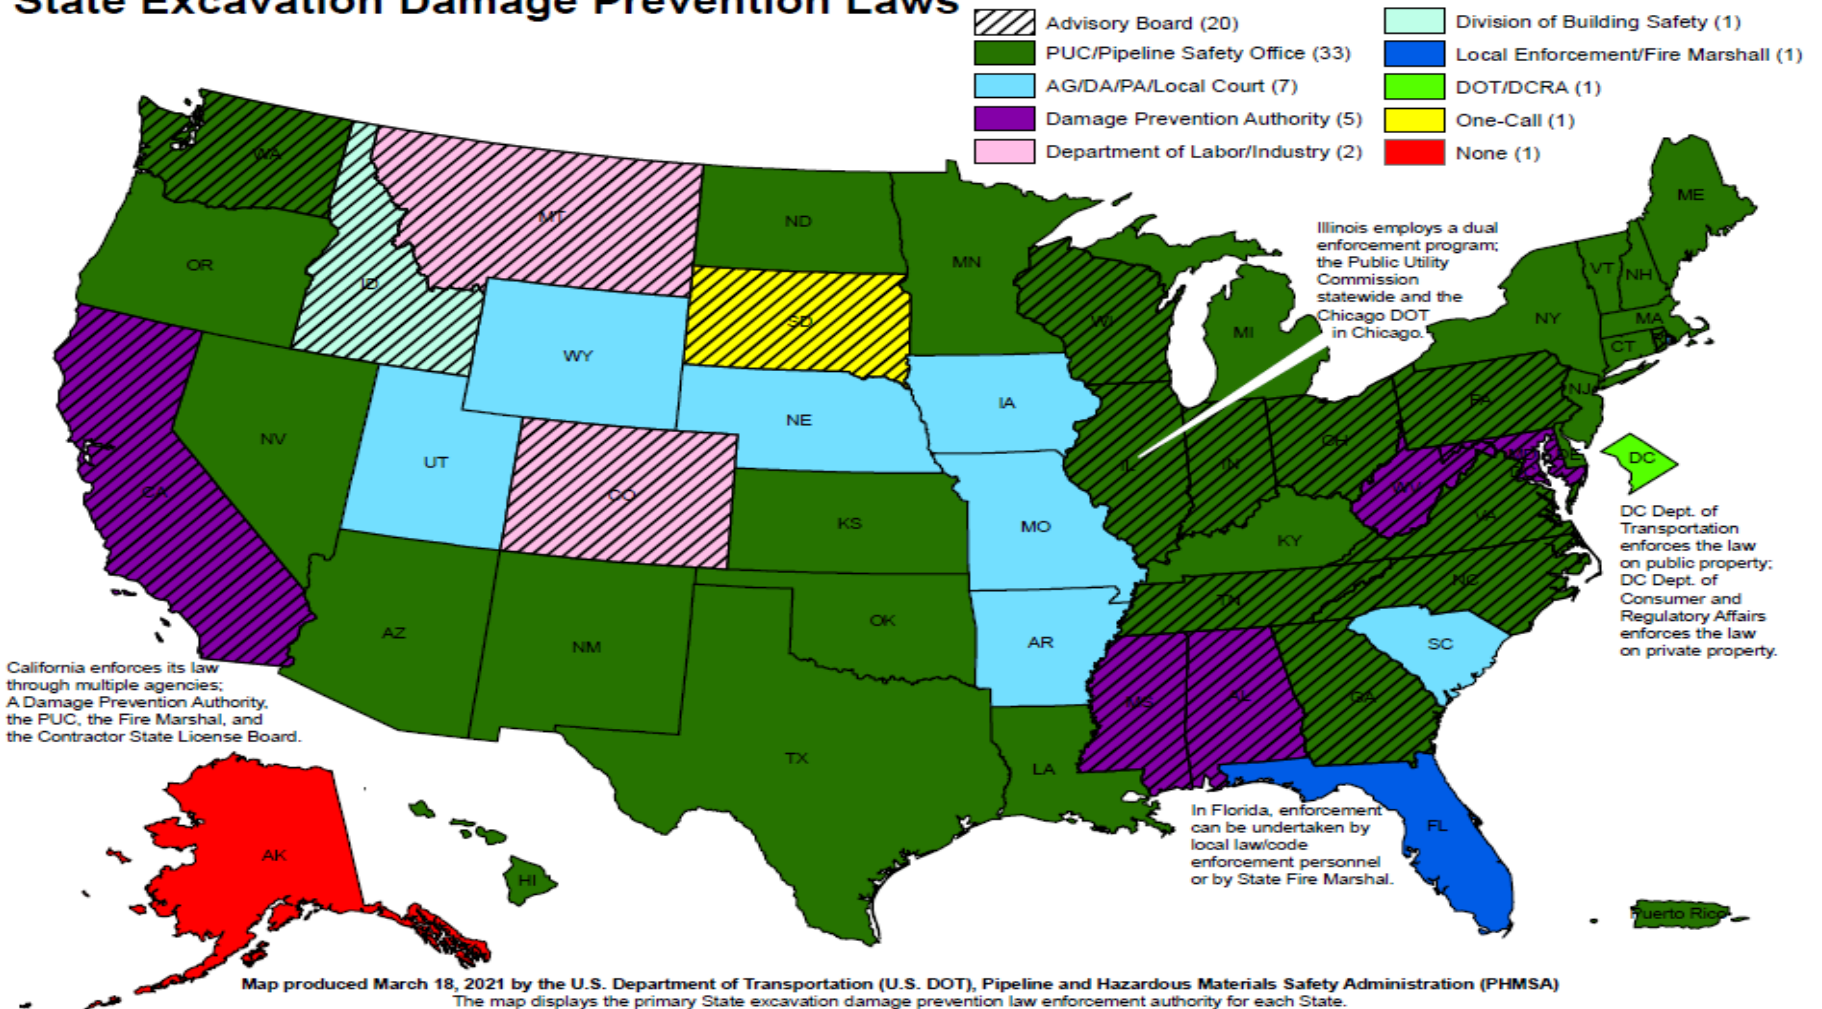 State Excavation Damage Prevention Laws
Advisory Board (20)
PUC/Pipeline Safety Office (33)
AG/DA/PA/Local Court (7)
Damage Prevention Authority (5)
Department of Labor/Industry (2)
Division of Building Safety (1)
Local Enforcement/Fire Marshall (1)
DOT/DCRA (1)
One-Call (1)
None (1)
Illinois employs a dual
enforcement program;
the Public Utility
Commission
statewide and the
Chicago DOT
in Chicago.
WA
MT
ND
MN
ME
OR
ID
SD
WI
MI
VT
NH
NY
MA
CT
WY
NE
IA
PA
NJ
NV
UT
CO
KS
MO
IL
IN
OH
WV
MD
DE
DC
CA
KY
VA
AZ
NM
OK
AR
TN
NC
SC
MS
AL
GA
TX
LA
FL
AK
HI
Puerto Rico
DC Dept. of
Transportation
enforces the law
on public property;
DC Dept. of
Consumer and
Regulatory Affairs
enforces the law
on private property.
California enforces its law
through multiple agencies;
A Damage Prevention Authority,
the PUC, the Fire Marshal, and
the Contractor State License Board.
In Florida, enforcement
can be undertaken by
local law/code
enforcement personnel
or by State Fire Marshal.
Map produced March 18, 2021 by the U.S. Department of Transportation (U.S. DOT), Pipeline and Hazardous Materials Safety Administration (PHMSA)
The map displays the primary State excavation damage prevention law enforcement authority for each State.